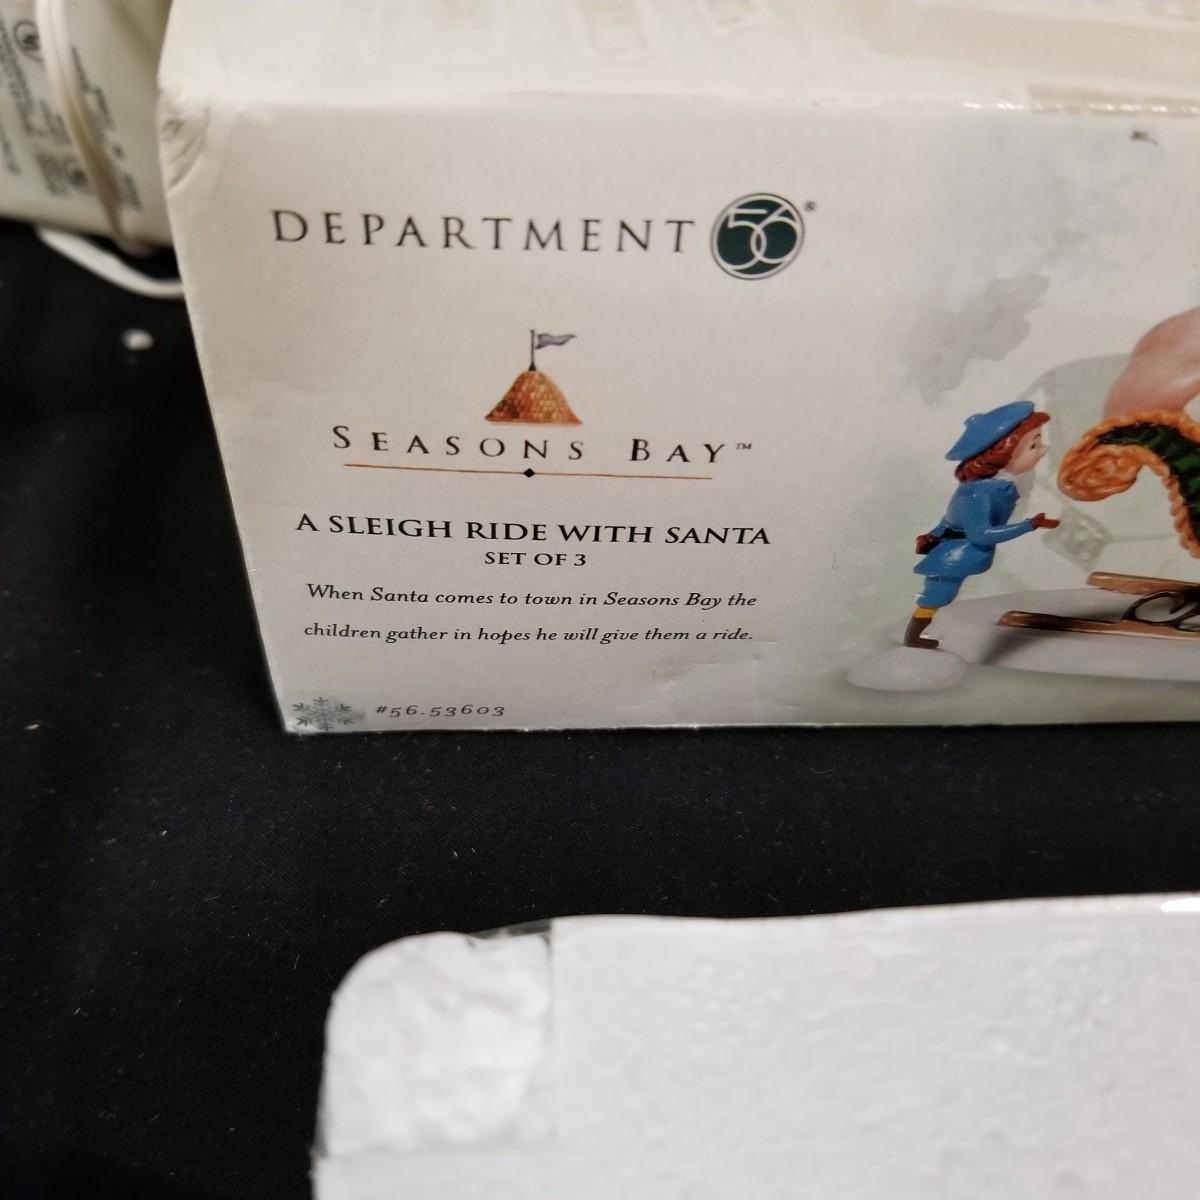 DEPARTMENT 56®
SEASONS BAY™
A SLEIGH RIDE WITH SANTA
SET OF 3
When Santa comes to town in Seasons Bay the
children gather in hopes he will give them a ride.
#56.53603